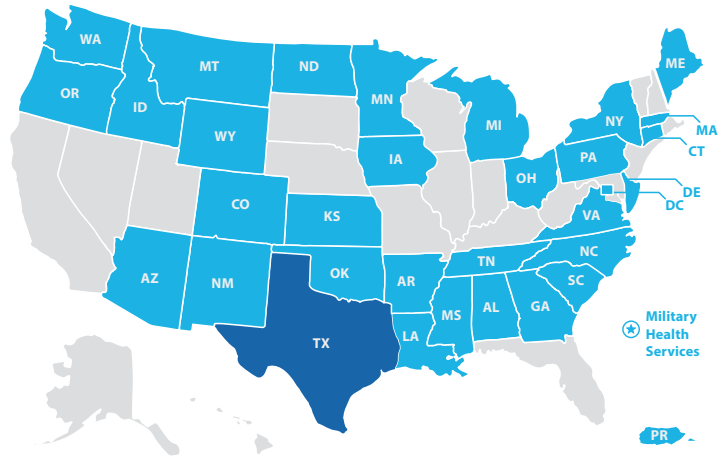 WA
MT
ND
ME
OR
ID
MN
NY
MI
MA
WY
IA
PA
CT
OH
DE
DC
CO
KS
VA
NC
TN
AZ
NM
OK
AR
SC
MS
AL
GA
LA
TX
Military
Health
Services
PR